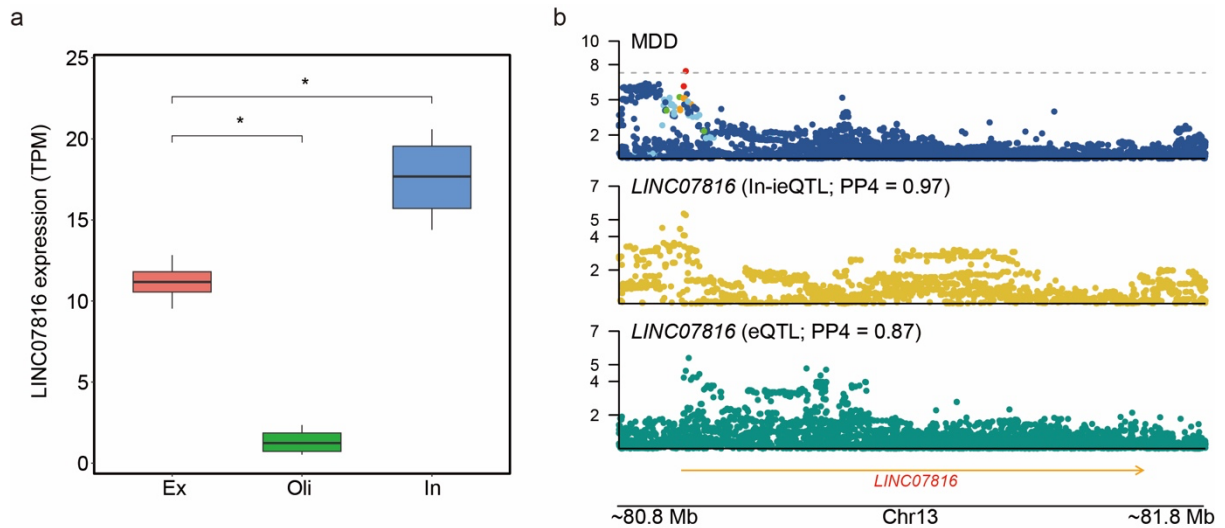 a
LINC07816 expression (TPM)
25
20
15
10
5
0
*
*
Ex
Oli
In
b
MDD
10
8
5
2
LINC07816 (In-ieQTL; PP4 = 0.97)
7
5
4
2
LINC07816 (eQTL; PP4 = 0.87)
7
5
4
2
LINC07816
~80.8 Mb
Chr13
~81.8 Mb